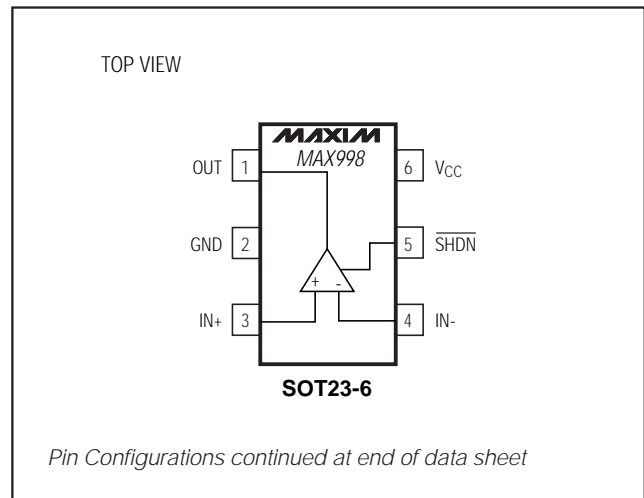 TOP VIEW
MAXIM
MAX998
OUT 1
6 VCC
GND 2
5 SHDN
+ -
IN+ 3
4 IN-
SOT23-6
Pin Configurations continued at end of data sheet